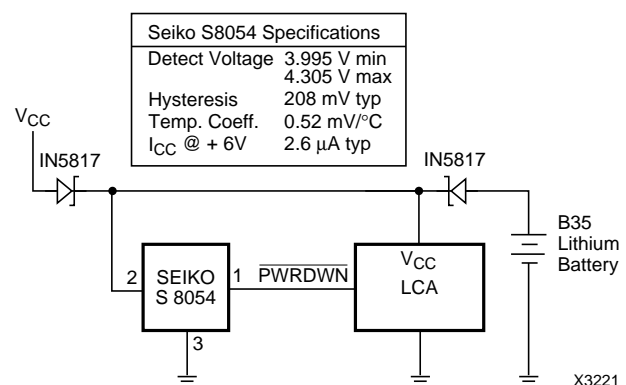 Seiko S8054 Specifications
Detect Voltage 3.995 V min
4.305 V max
Hysteresis 208 mV typ
Temp. Coeff. 0.52 mV/°C
ICC @ + 6V 2.6 µA typ
VCC
IN5817
IN5817
B35
Lithium
Battery
2
SEIKO
S 8054
1
PWRDWN
VCC
LCA
3
X3221